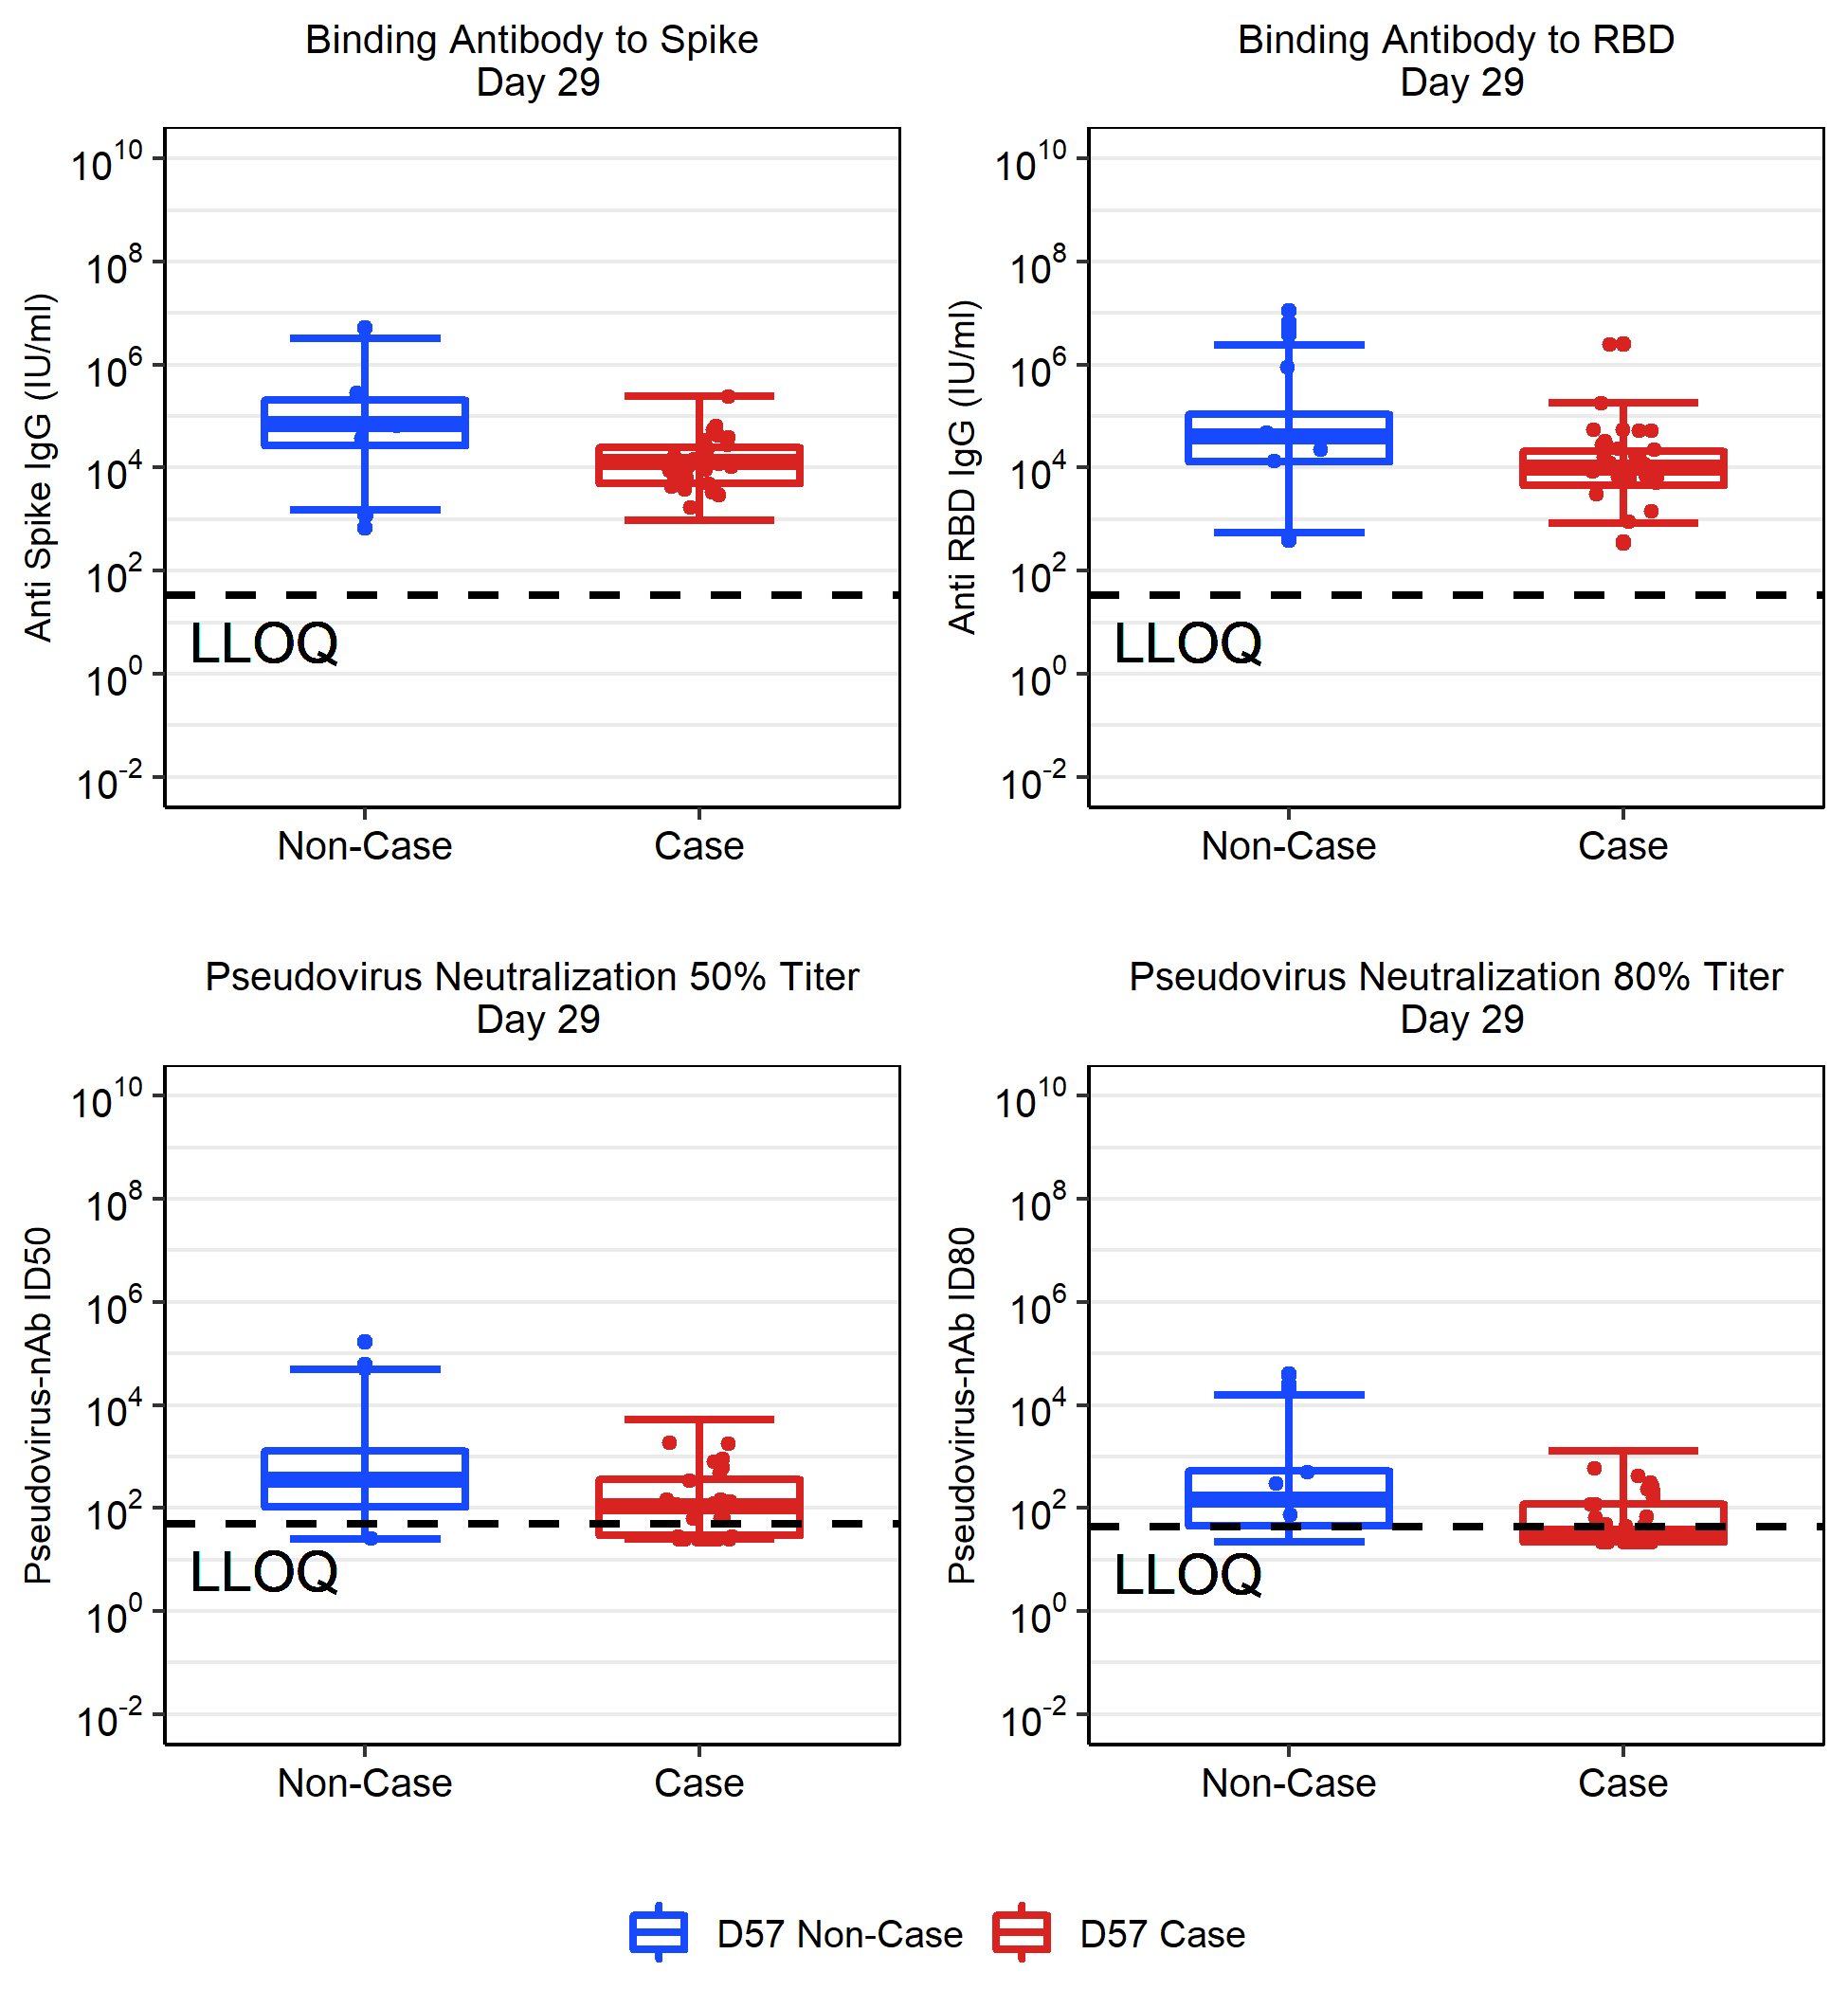 Binding Antibody to Spike
Day 29
Anti Spike IgG (IU/ml)
10^10
10^8
10^6
10^4
10^2
10^0
10^-2
LLOQ
Non-Case Case
Binding Antibody to RBD
Day 29
Anti RBD IgG (IU/ml)
10^10
10^8
10^6
10^4
10^2
10^0
10^-2
LLOQ
Non-Case Case
Pseudovirus Neutralization 50% Titer
Day 29
Pseudovirus-nAb ID50
10^10
10^8
10^6
10^4
10^2
10^0
10^-2
LLOQ
Non-Case Case
Pseudovirus Neutralization 80% Titer
Day 29
Pseudovirus-nAb ID80
10^10
10^8
10^6
10^4
10^2
10^0
10^-2
LLOQ
Non-Case Case
D57 Non-Case D57 Case